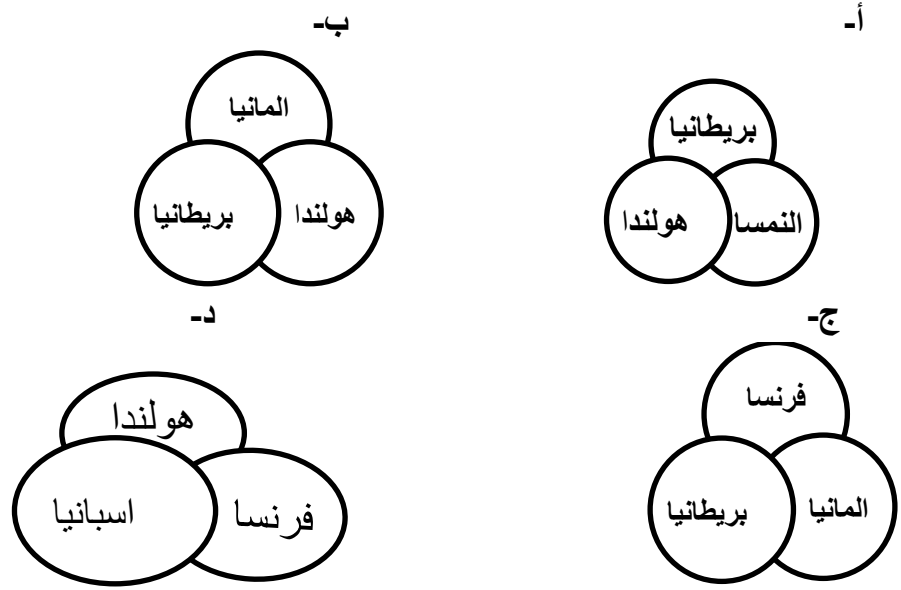 أ-
بريطانيا
النمسا
هولندا
ب-
المانيا
هولندا
بريطانيا
ج-
فرنسا
المانيا
بريطانيا
د-
هولندا
فرنسا
اسبانيا